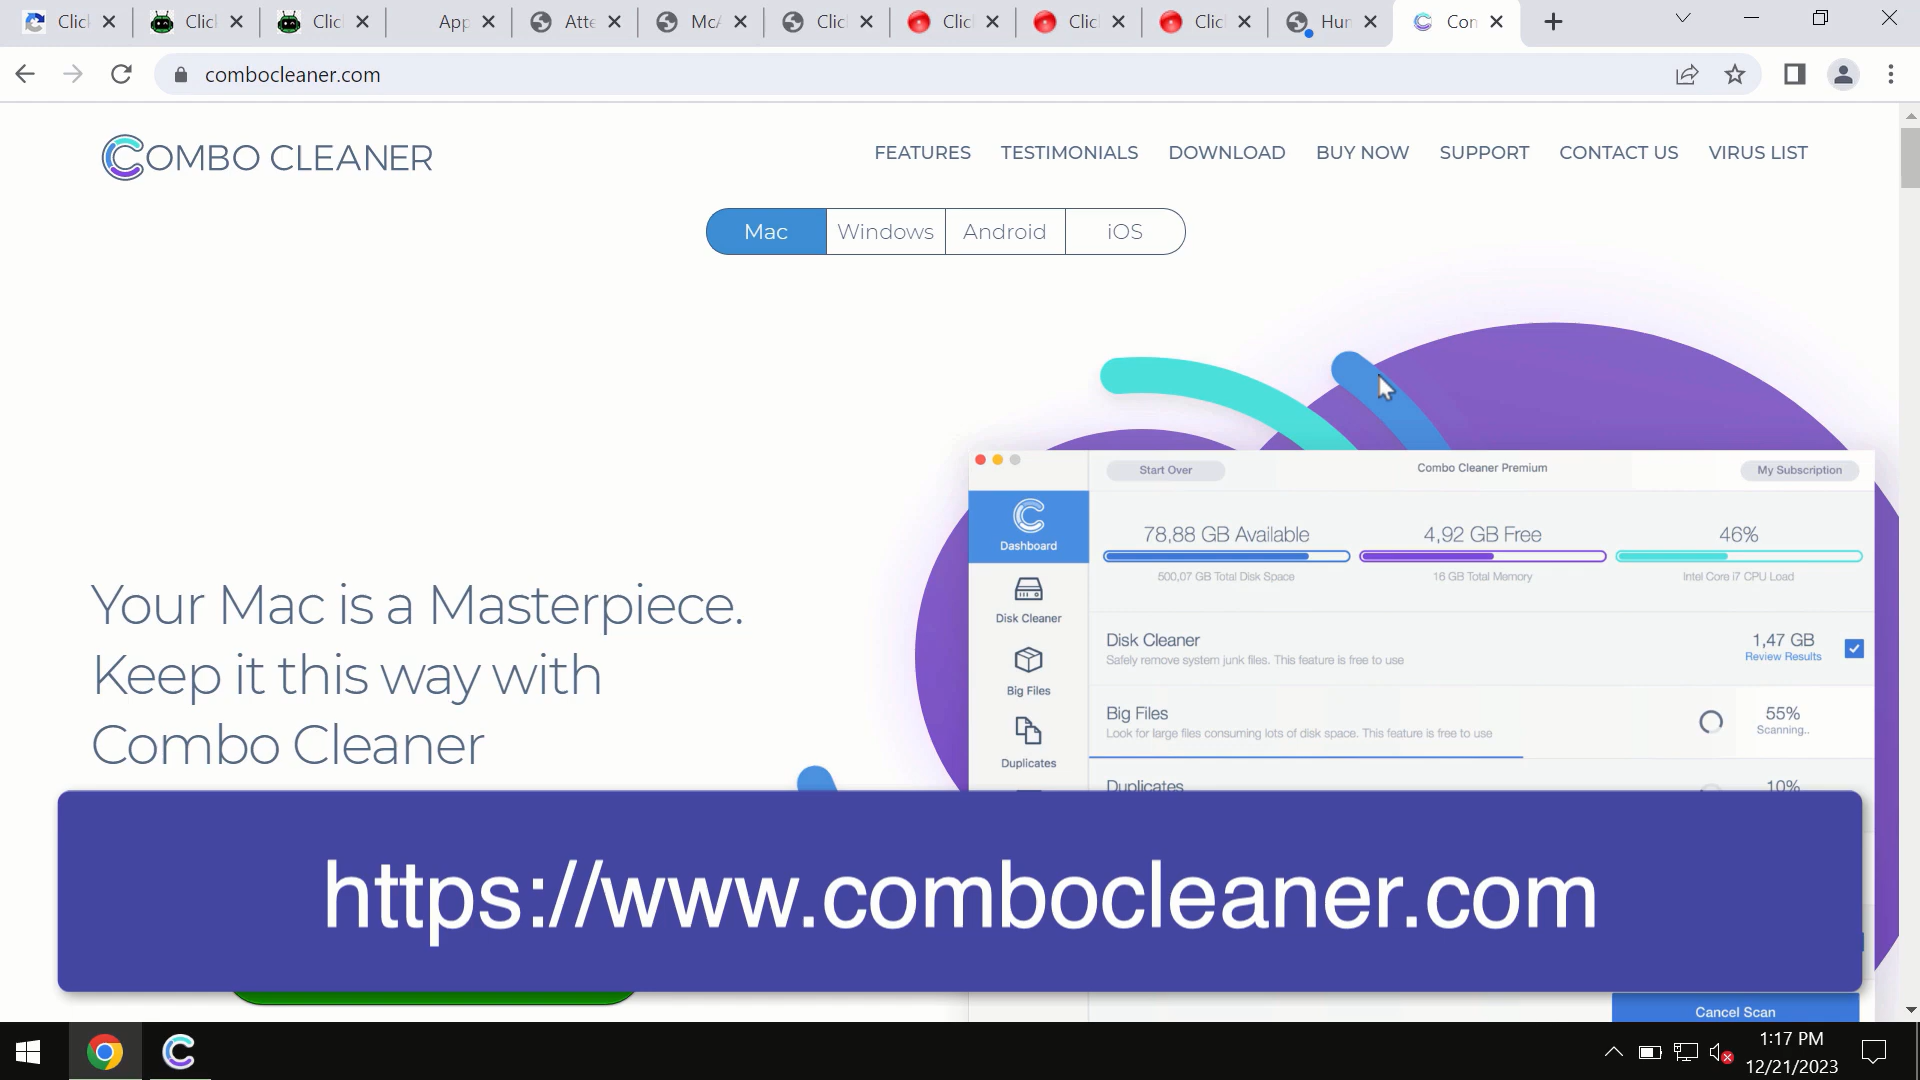 Clic
Clic
Clic
App
Atte
McA
Clic
Clic
Clic
Clic
Hun
Con
combocleaner.com
COMBO CLEANER
FEATURES
TESTIMONIALS
DOWNLOAD
BUY NOW
SUPPORT
CONTACT US
VIRUS LIST
Mac
Windows
Android
iOS
Your Mac is a Masterpiece.
Keep it this way with
Combo Cleaner
Start Over
Combo Cleaner Premium
My Subscription
Dashboard
78,88 GB Available
4,92 GB Free
46%
500,07 GB Total Disk Space
16 GB Total Memory
Intel Core i7 CPU Load
Disk Cleaner
Disk Cleaner
Safely remove system junk files. This feature is free to use
1,47 GB
Review Results
Big Files
Big Files
Look for large files consuming lots of disk space. This feature is free to use
55%
Scanning..
Duplicates
Duplicates
10%
https://www.combocleaner.com
Cancel Scan
1:17 PM
12/21/2023